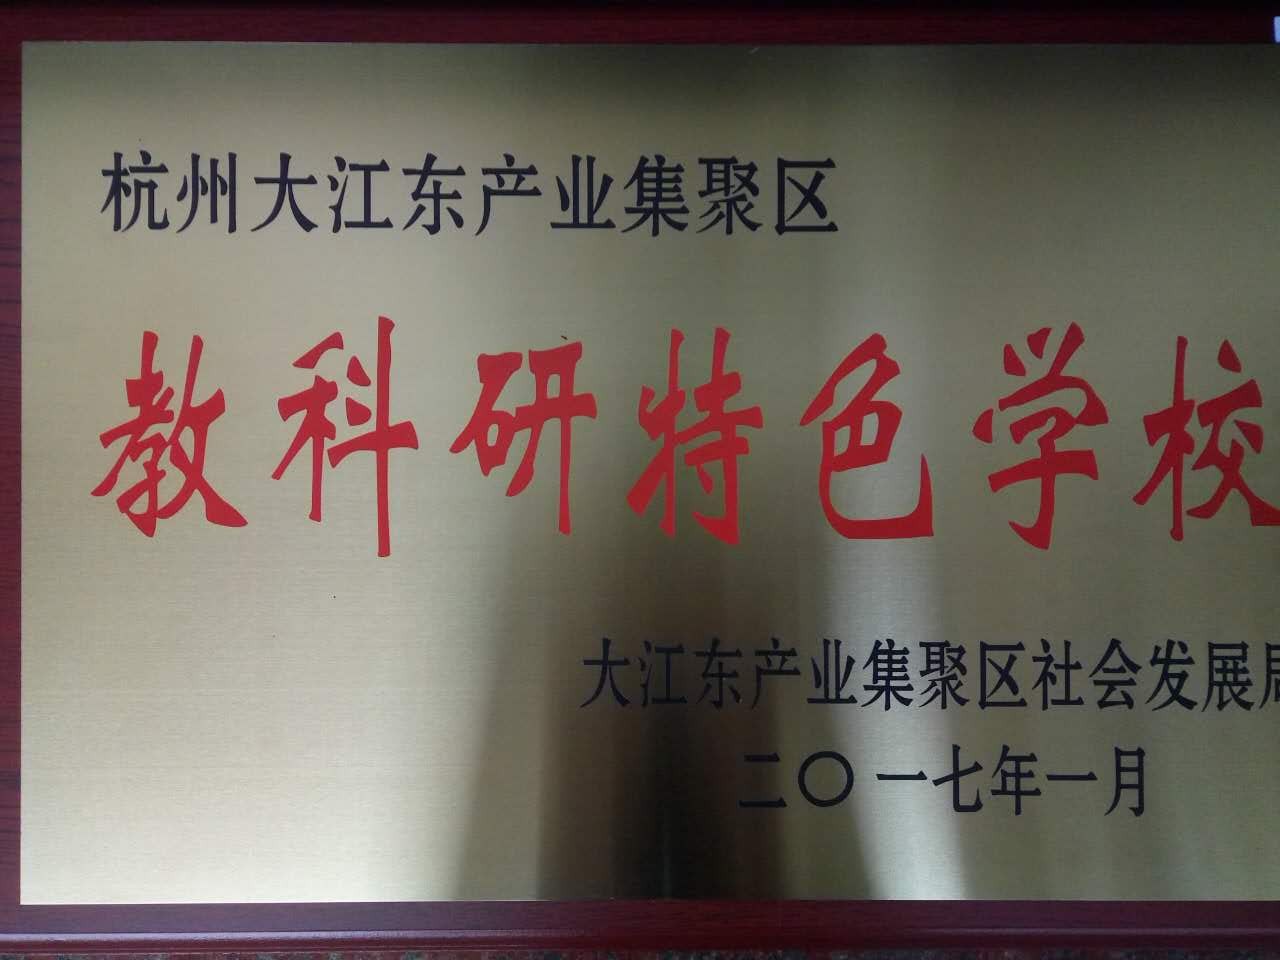 杭州大江东产业集聚区
教科研特色学校
大江东产业集聚区社会发展局
二〇一七年一月